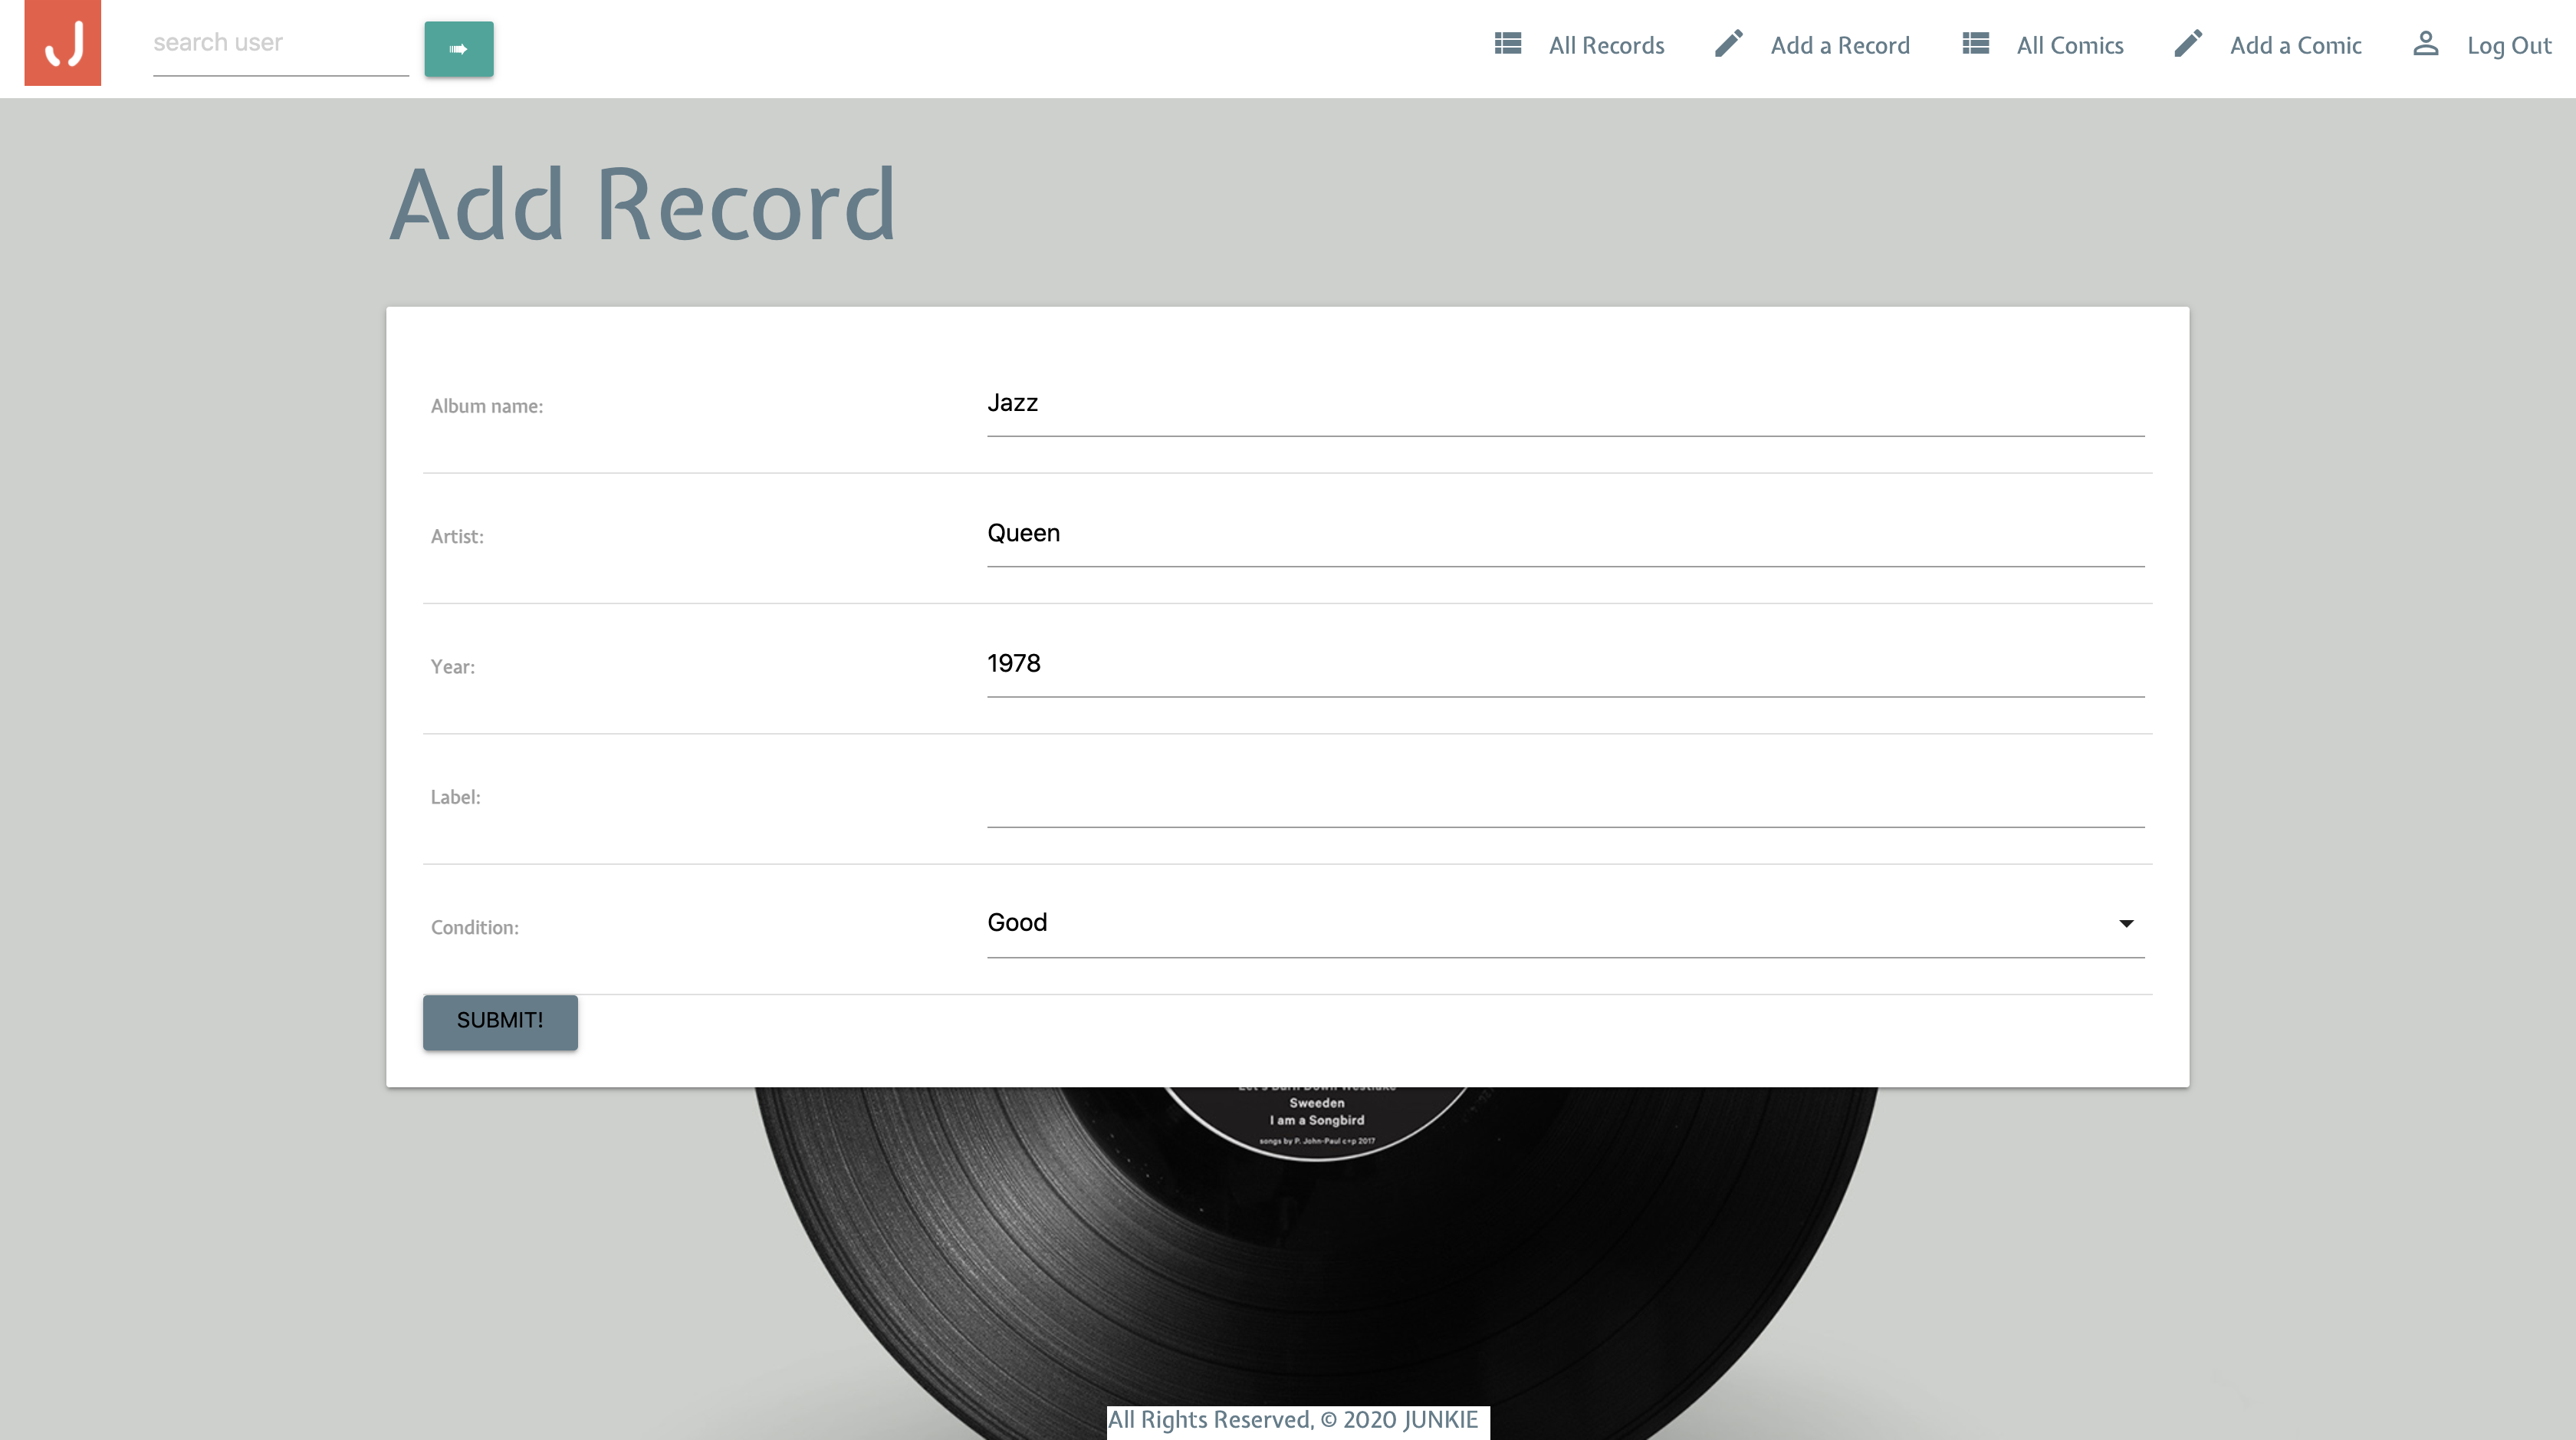 J
search user
All Records
Add a Record
All Comics
Add a Comic
Log Out
Add Record
Album name:
Jazz
Artist:
Queen
Year:
1978
Label:
Condition:
Good
SUBMIT!
Sweeden
I am a Songbird
songs by P. John-Paul c+p 2017
All Rights Reserved, © 2020 JUNKIE